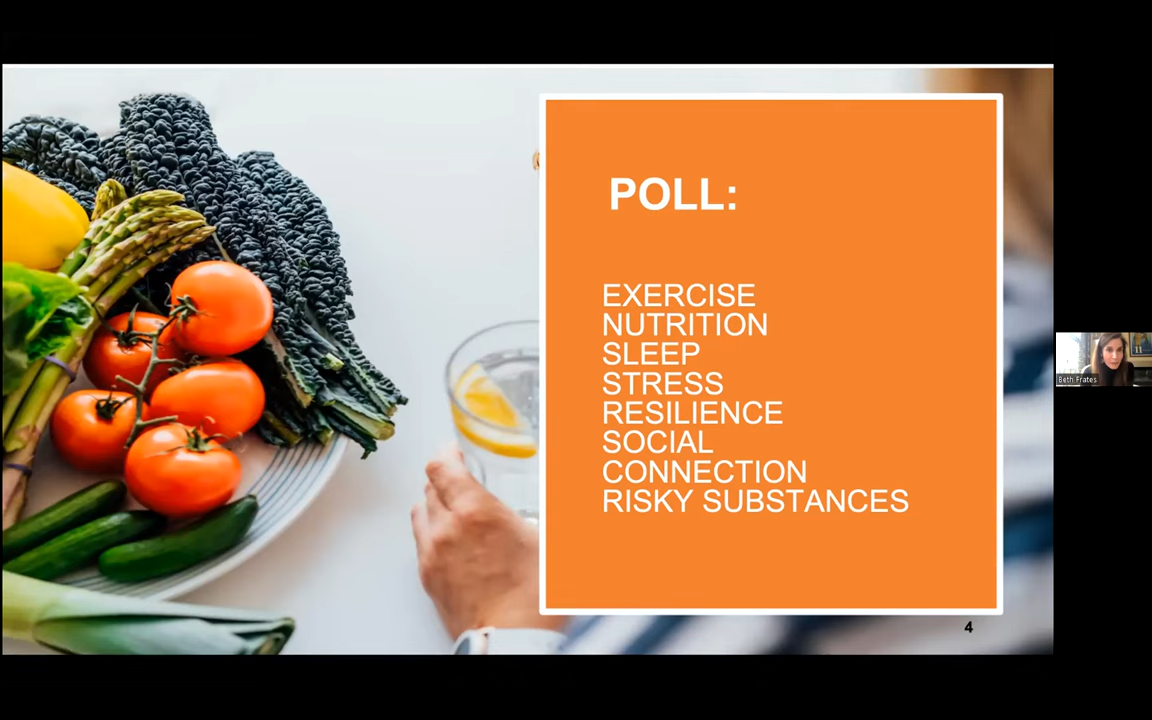 POLL:
EXERCISE
NUTRITION
SLEEP
STRESS
RESILIENCE
SOCIAL
CONNECTION
RISKY SUBSTANCES
4
Beth Frates